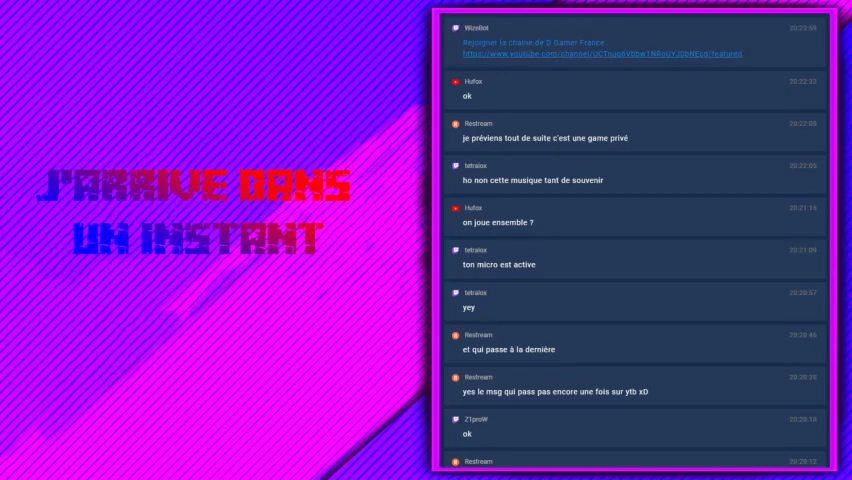 J'ARRIVE DANS
UN INSTANT
WizeBot 20:23:59
Rejoigner la chaine de D Gamer France :
Hufox 20:22:32
ok
Restream 20:22:08
je préviens tout de suite c'est une game privé
tetralox 20:22:05
ho non cette musique tant de souvenir
Hufox 20:21:16
on joue ensemble ?
tetralox 20:21:09
ton micro est active
tetralox 20:20:57
yey
Restream 20:20:46
et qui passe à la dernière
Restream 20:20:20
yes le msg qui pass pas encore une fois sur ytb xD
Z1proW 20:20:18
ok
Restream 20:20:12